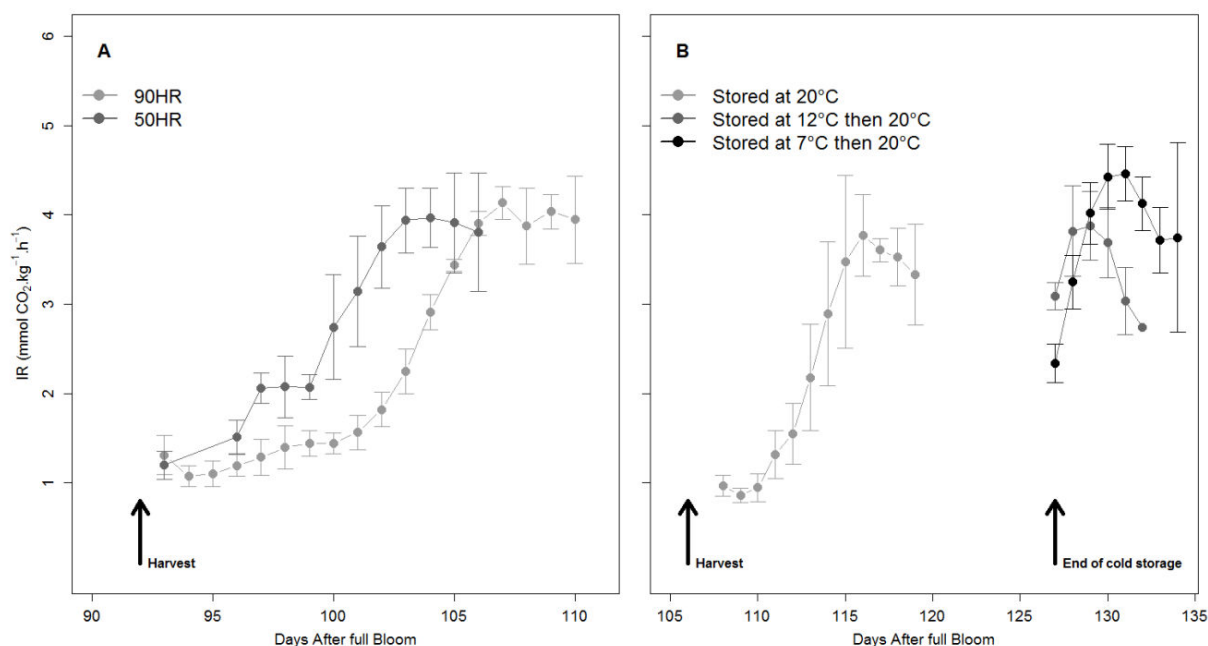 A
90HR
50HR
6
5
4
3
2
1
IR (mmol CO₂.kg⁻¹.h⁻¹)
Harvest
90 95 100 105 110
Days After full Bloom
B
Stored at 20°C
Stored at 12°C then 20°C
Stored at 7°C then 20°C
Harvest
End of cold storage
105 110 115 120 125 130 135
Days After full Bloom